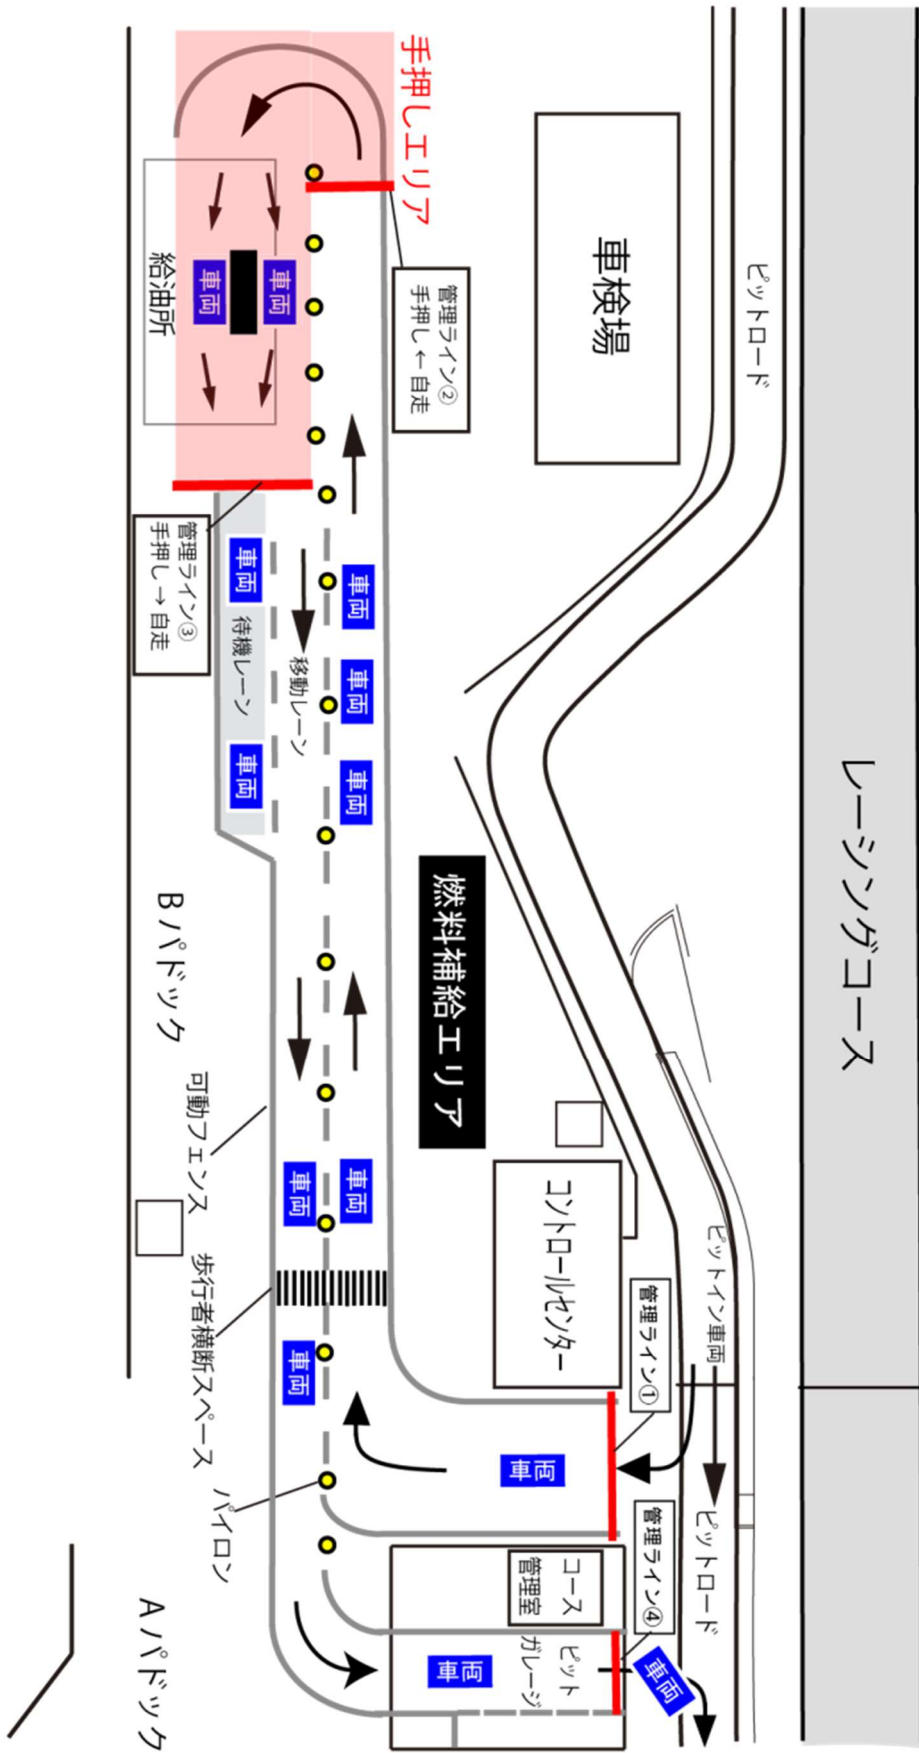 レーシングコース
ピットロード
車検場
手押しエリア
管理ライン②
手押し ← 自走
車両
車両
給油所
管理ライン③
手押し → 自走
車両
待機レーン
車両
移動レーン
車両
車両
車両
燃料補給エリア
Bパドック
可動フェンス
車両
車両
歩行者横断スペース
車両
パイロン
コントロールセンター
ピットイン車両
管理ライン①
車両
ピットロード
管理ライン④
コース
管理室
ピット
ガレージ
車両
車両
Aパドック